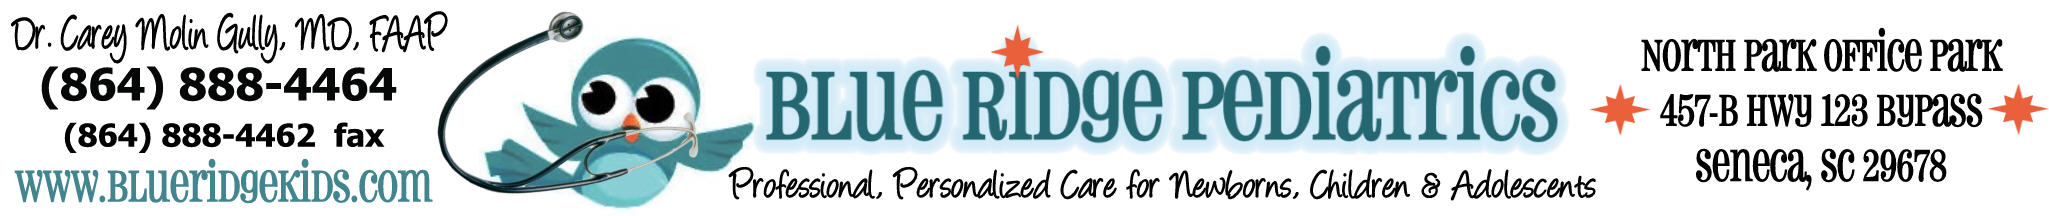 Dr. Carey Molin Gully, MD, FAAP
(864) 888-4464
(864) 888-4462 fax
www.BLUERIDGEKIDS.COM
BLUE RIDGE PEDIATRICS
Professional, Personalized Care for Newborns, Children & Adolescents
NORTH PARK OFFICE PARK
457-B HWY 123 BYPASS
SENECA, SC 29678